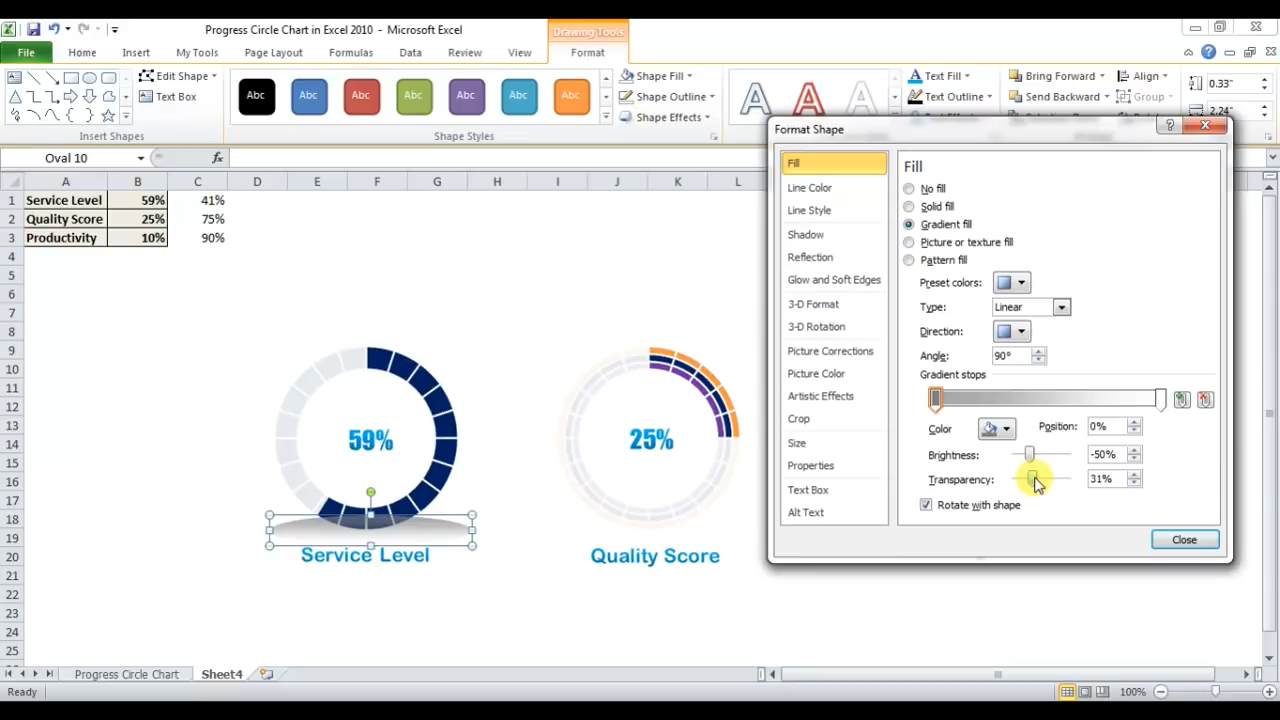 Progress Circle Chart in Excel 2010 - Microsoft Excel
Drawing Tools
File Home Insert My Tools Page Layout Formulas Data Review View Format
Edit Shape
Text Box
Insert Shapes
Abc Abc Abc Abc Abc Abc Abc
Shape Fill
Shape Outline
Shape Effects
Shape Styles
A A A
Text Fill
Text Outline
Bring Forward
Send Backward
Align
Group
0.33"
2.24"
Oval 10
fx
A B C D E F G H I J K L
1 Service Level 59% 41%
2 Quality Score 25% 75%
3 Productivity 10% 90%
4
5
6
7
8
9
10
11
12
13
14
15
16
17
18
19
20
21
22
23
24
25
59%
Service Level
25%
Quality Score
Format Shape
Fill
Line Color
Line Style
Shadow
Reflection
Glow and Soft Edges
3-D Format
3-D Rotation
Picture Corrections
Picture Color
Artistic Effects
Crop
Size
Properties
Text Box
Alt Text
Fill
No fill
Solid fill
Gradient fill
Picture or texture fill
Pattern fill
Preset colors:
Type: Linear
Direction:
Angle: 90°
Gradient stops
Color Position: 0%
Brightness: -50%
Transparency: 31%
Rotate with shape
Close
Progress Circle Chart Sheet4
Ready
100%